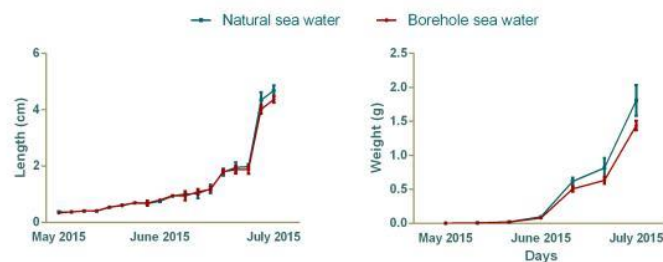 Natural sea water
Borehole sea water
Length (cm)
6
4
2
0
May 2015
June 2015
July 2015
Weight (g)
2.5
2.0
1.5
1.0
0.5
0.0
May 2015
June 2015
July 2015
Days